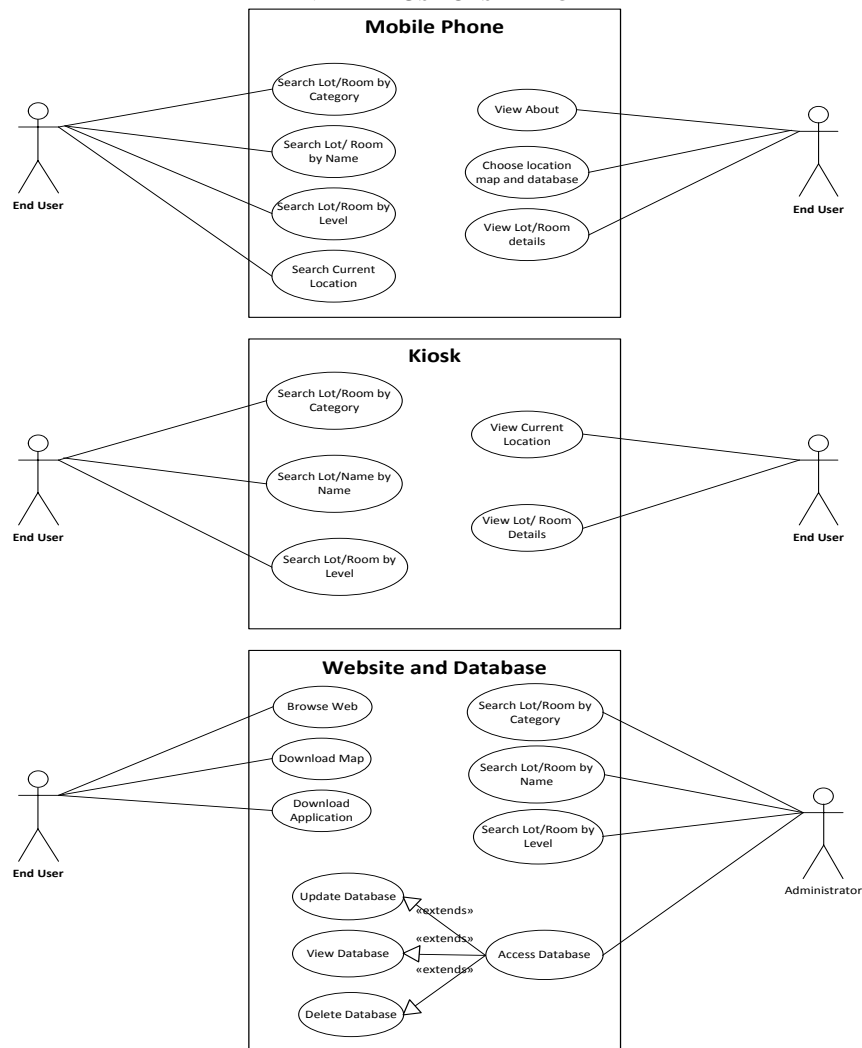 Mobile Phone
Search Lot/Room by
Category
Search Lot/ Room
by Name
Search Lot/Room by
Level
Search Current
Location
View About
Choose location
map and database
View Lot/Room
details
End User
End User
Kiosk
Search Lot/Room by
Category
Search Lot/Name by
Name
Search Lot/Room by
Level
View Current
Location
View Lot/ Room
Details
End User
End User
Website and Database
Browse Web
Download Map
Download
Application
Search Lot/Room by
Category
Search Lot/Room by
Name
Search Lot/Room by
Level
End User
Administrator
Update Database
«extends»
View Database
«extends»
Access Database
«extends»
Delete Database